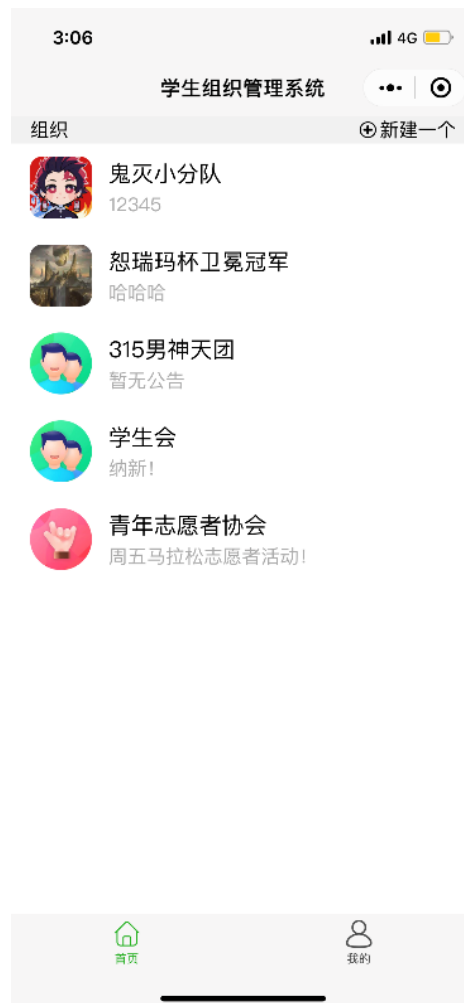 3:06 4G
学生组织管理系统
组织 新建一个
鬼灭小分队
12345
恕瑞玛杯卫冕冠军
哈哈哈
315男神天团
暂无公告
学生会
纳新!
青年志愿者协会
周五马拉松志愿者活动!
首页 我的